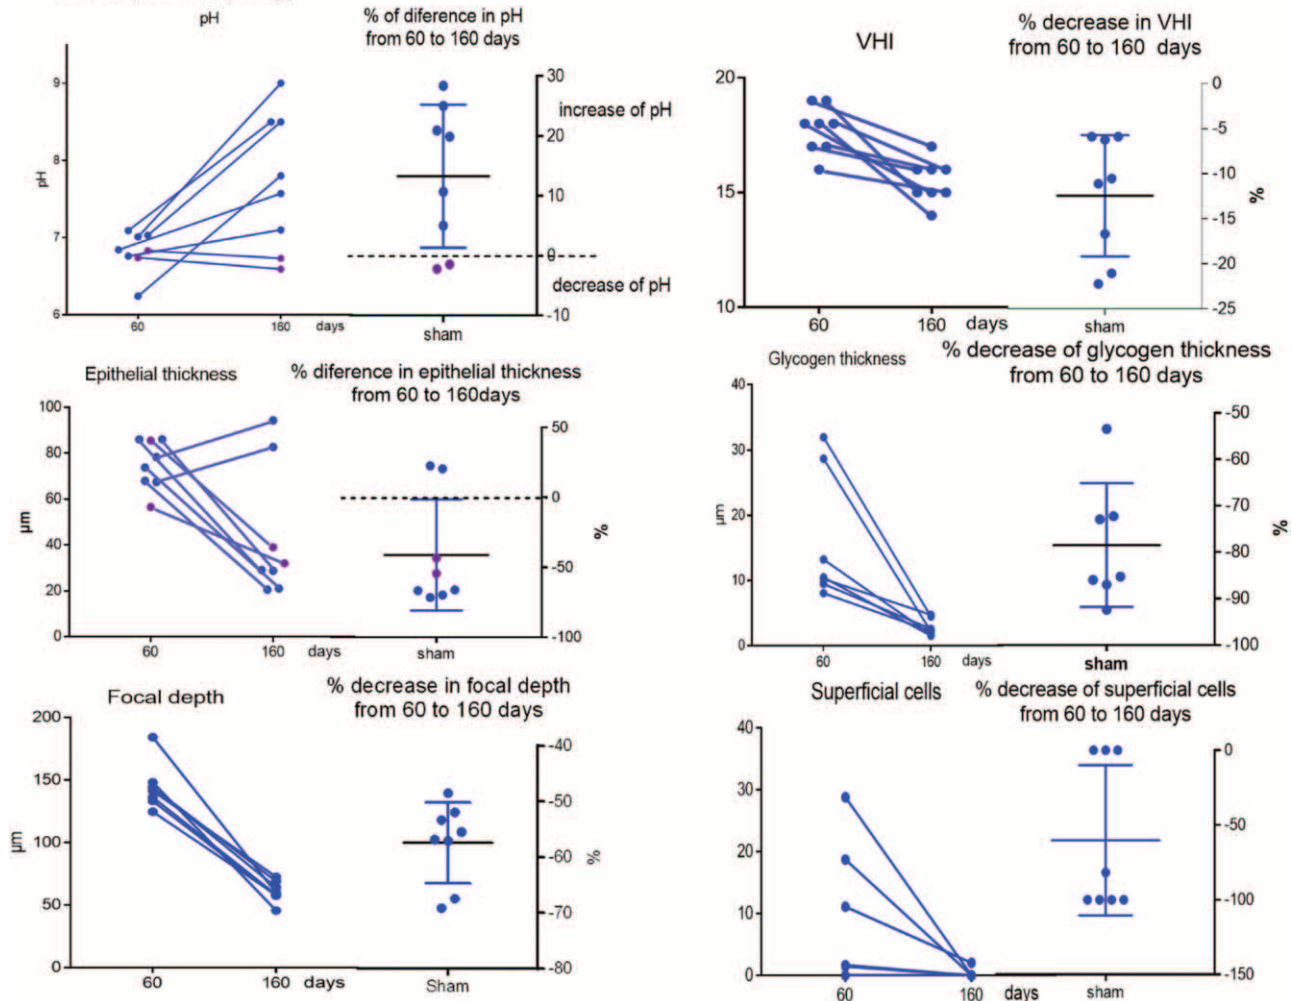 pH
% of diference in pH
from 60 to 160 days
9
8
7
6
pH
60
160
days
30
20
10
0
-10
increase of pH
decrease of pH
sham
VHI
% decrease in VHI
from 60 to 160 days
20
15
10
60
160
days
0
-5
-10
-15
-20
-25
%
sham
Epithelial thickness
% diference in epithelial thickness
from 60 to 160days
100
80
60
40
20
0
µm
60
160
days
50
0
-50
-100
%
sham
Glycogen thickness
% decrease of glycogen thickness
from 60 to 160 days
40
30
20
10
0
µm
60
160
days
-50
-60
-70
-80
-90
-100
%
sham
Focal depth
% decrease in focal depth
from 60 to 160 days
200
150
100
50
0
µm
60
160
days
-40
-50
-60
-70
-80
%
Sham
Superficial cells
% decrease of superficial cells
from 60 to 160 days
40
30
20
10
0
60
160
days
0
-50
-100
-150
sham